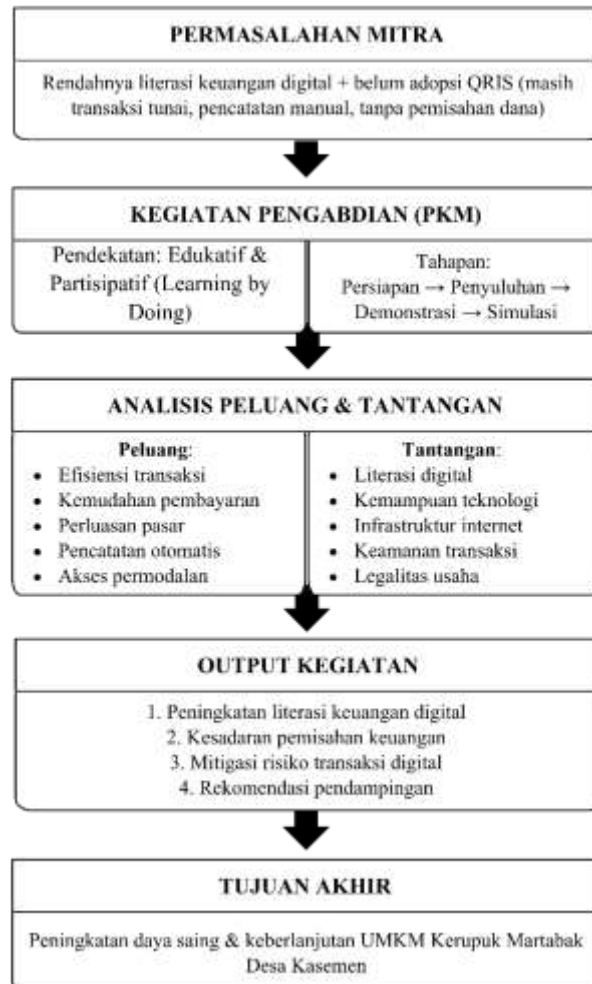 PERMASALAHAN MITRA
Rendahnya literasi keuangan digital + belum adopsi QRIS (masih
transaksi tunai, pencatatan manual, tanpa pemisahan dana)
KEGIATAN PENGABDIAN (PKM)
Pendekatan: Edukatif &
Partisipatif (Learning by
Doing)
Tahapan:
Persiapan → Penyuluhan →
Demonstrasi → Simulasi
ANALISIS PELUANG & TANTANGAN
Peluang:
• Efisiensi transaksi
• Kemudahan pembayaran
• Perluasan pasar
• Pencatatan otomatis
• Akses permodalan
Tantangan:
• Literasi digital
• Kemampuan teknologi
• Infrastruktur internet
• Keamanan transaksi
• Legalitas usaha
OUTPUT KEGIATAN
1. Peningkatan literasi keuangan digital
2. Kesadaran pemisahan keuangan
3. Mitigasi risiko transaksi digital
4. Rekomendasi pendampingan
TUJUAN AKHIR
Peningkatan daya saing & keberlanjutan UMKM Kerupuk Martabak
Desa Kasemen